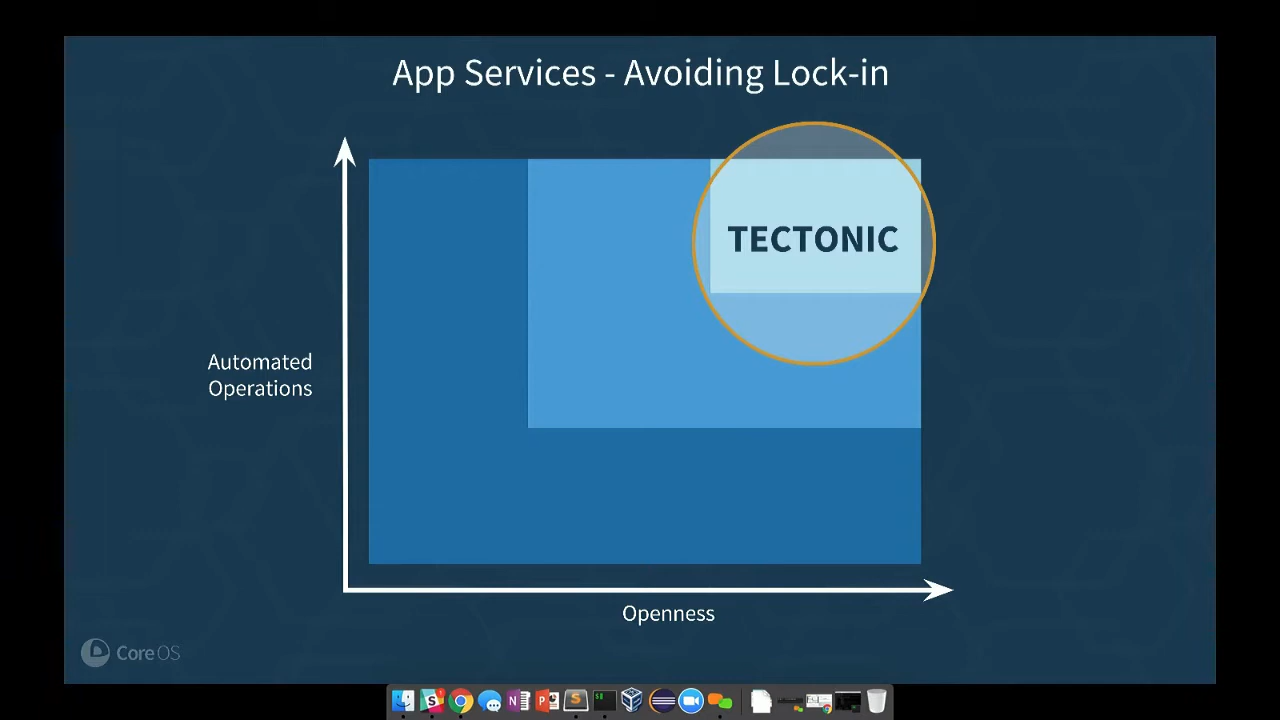 App Services - Avoiding Lock-in
TECTONIC
Automated
Operations
Openness
CoreOS